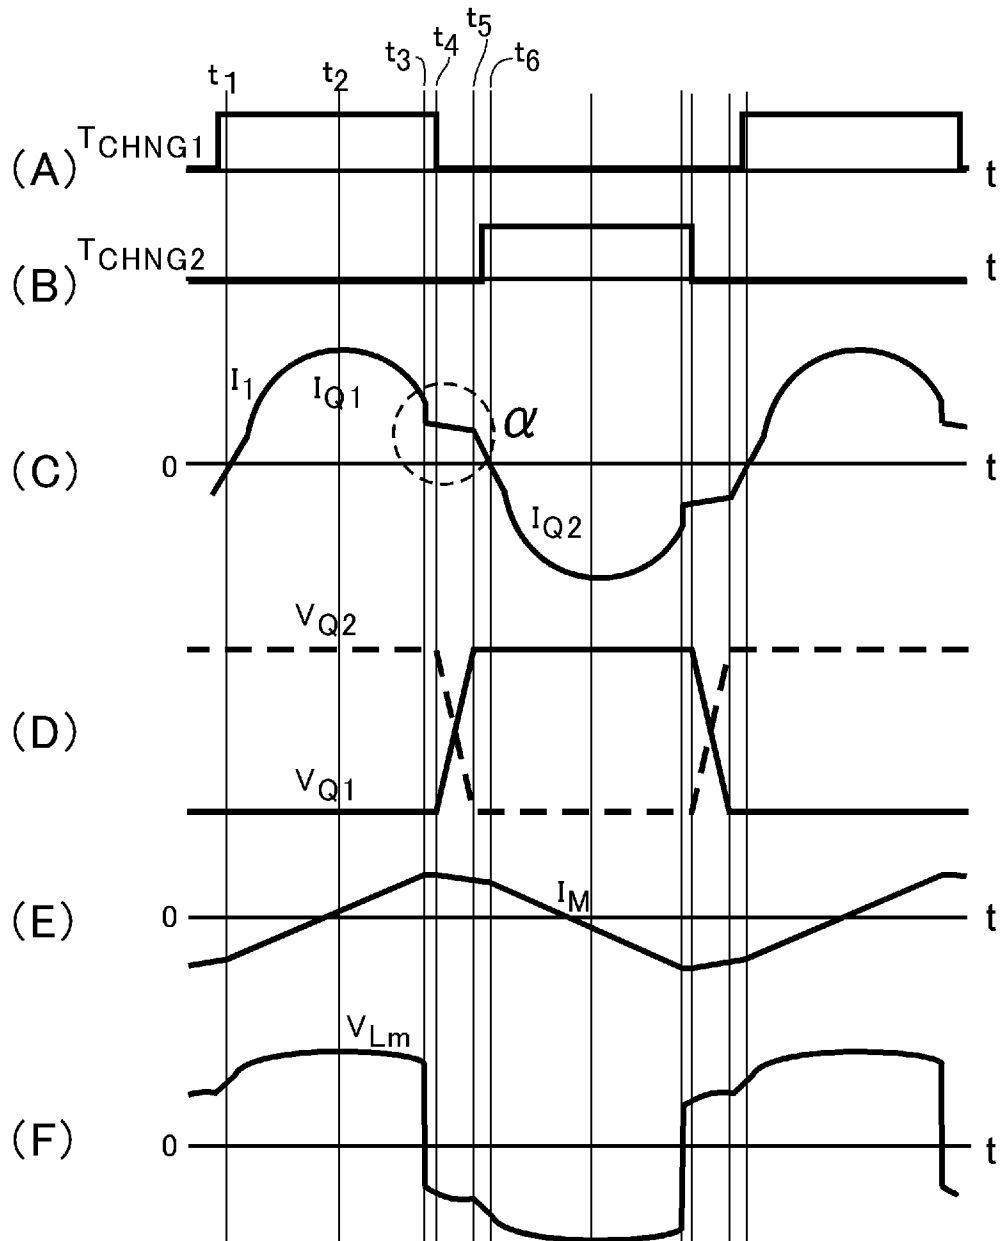 t1 t2 t3 t4 t5 t6
(A) TCHNG1 t
(B) TCHNG2 t
(C) I1 IQ1 α 0 IQ2 t
(D) VQ2
VQ1
(E) 0 IM t
(F) VLm 0 t